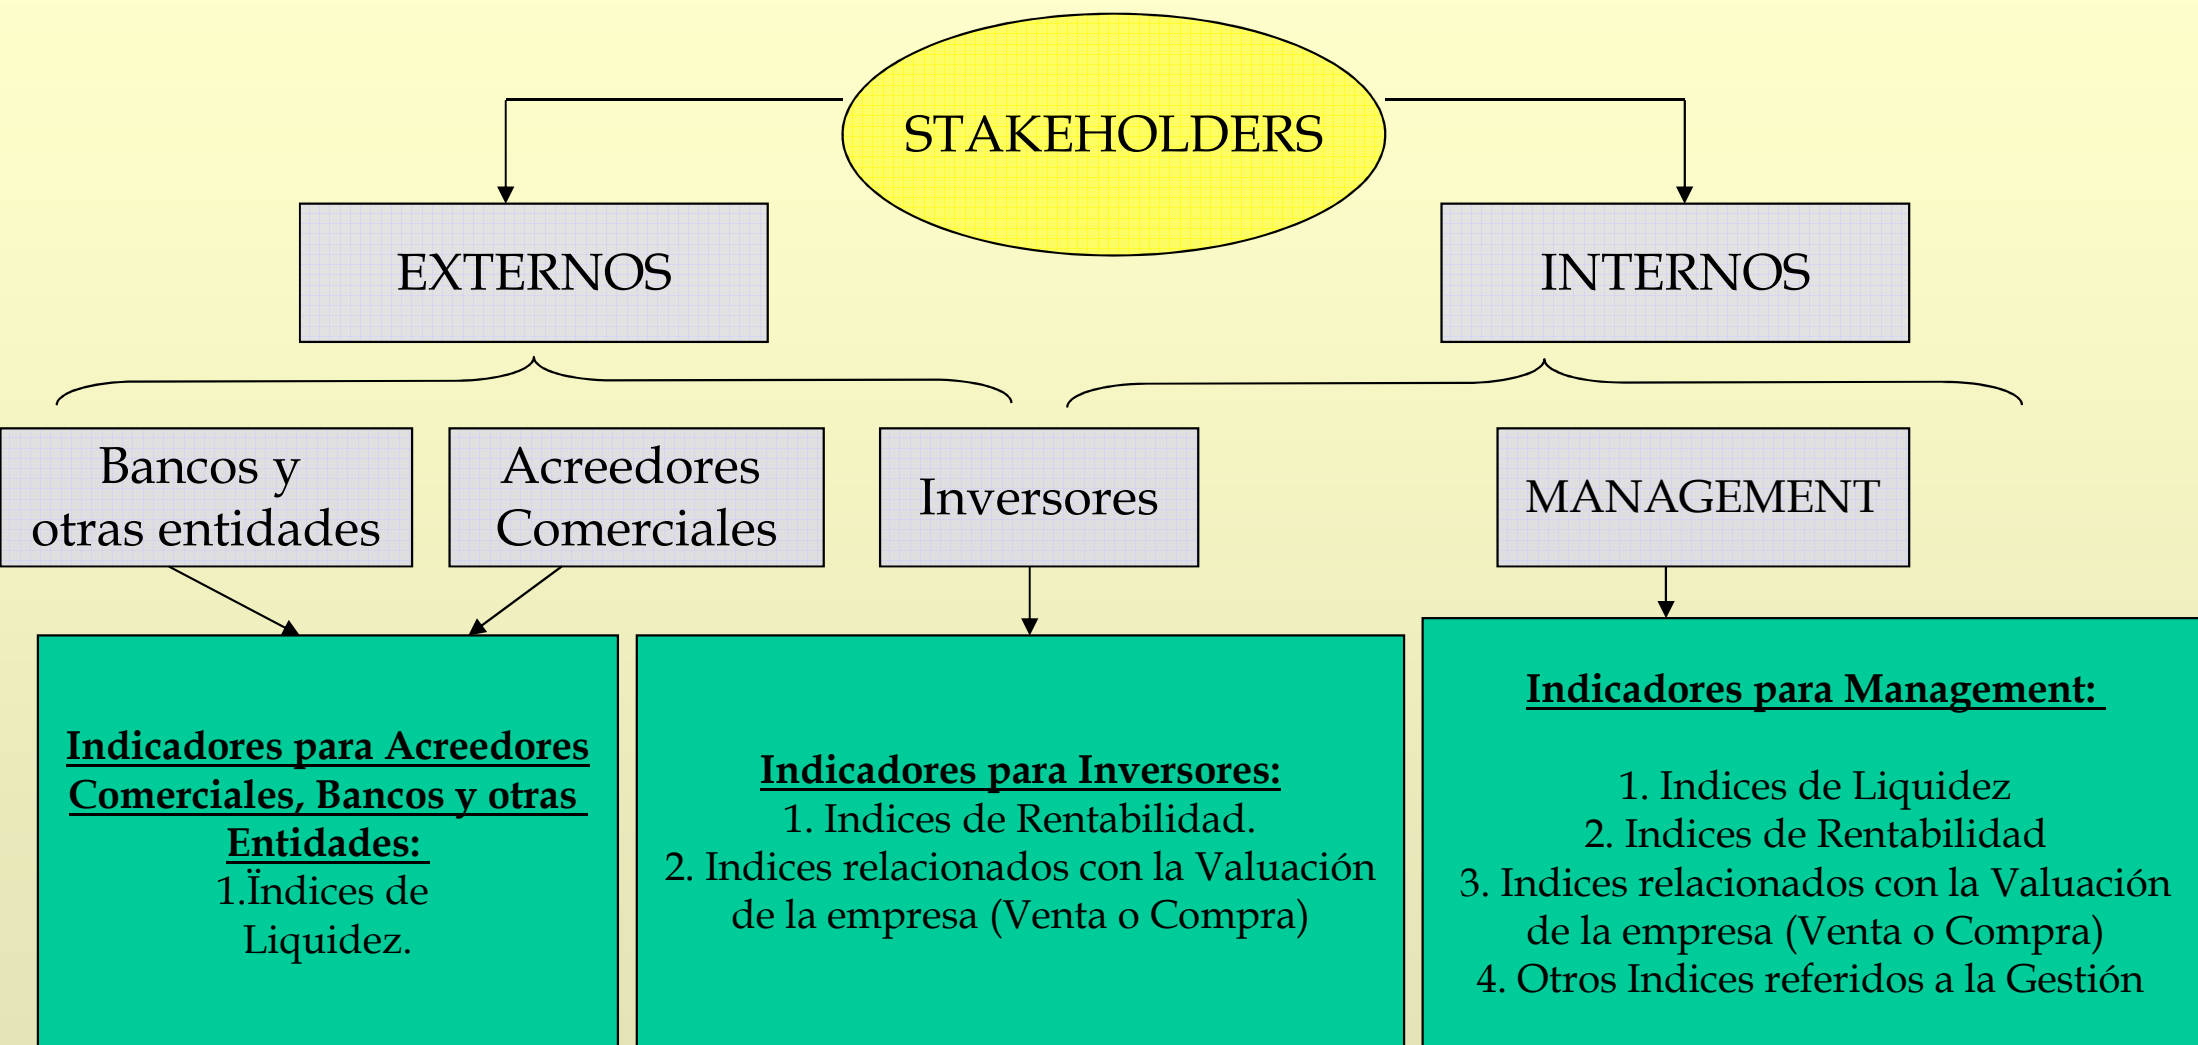 STAKEHOLDERS
EXTERNOS
INTERNOS
Bancos y
otras entidades
Acreedores
Comerciales
Inversores
MANAGEMENT
Indicadores para Acreedores
Comerciales, Bancos y otras
Entidades:
1.Ïndices de
Liquidez.
Indicadores para Inversores:
1. Indices de Rentabilidad.
2. Indices relacionados con la Valuación
de la empresa (Venta o Compra)
Indicadores para Management:
1. Indices de Liquidez
2. Indices de Rentabilidad
3. Indices relacionados con la Valuación
de la empresa (Venta o Compra)
4. Otros Indices referidos a la Gestión